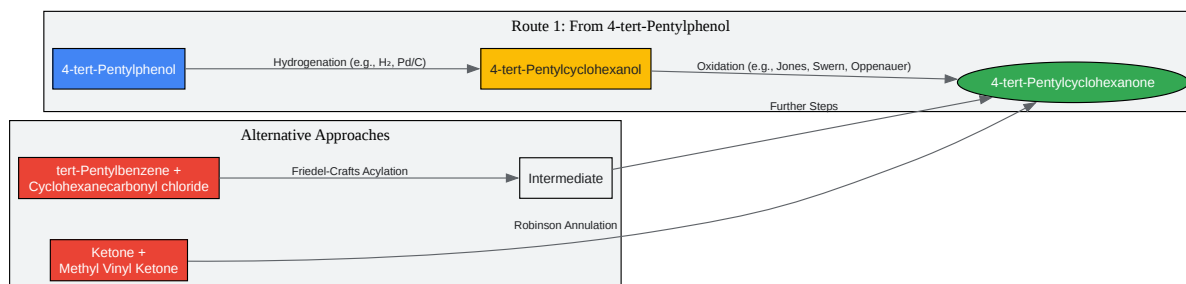 Route 1: From 4-tert-Pentylphenol
4-tert-Pentylphenol
Hydrogenation (e.g., H₂, Pd/C)
4-tert-Pentylcyclohexanol
Oxidation (e.g., Jones, Swern, Oppenauer)
4-tert-Pentylcyclohexanone
Further Steps
Alternative Approaches
tert-Pentylbenzene +
Cyclohexanecarbonyl chloride
Friedel-Crafts Acylation
Intermediate
Robinson Annulation
Ketone +
Methyl Vinyl Ketone